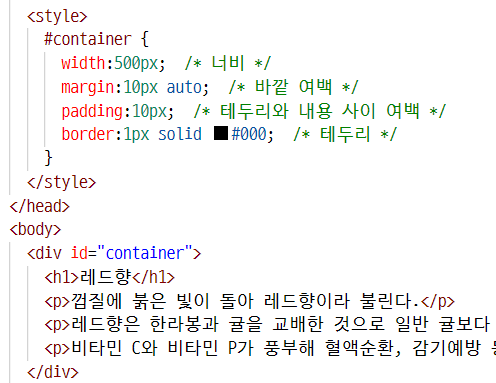 <style>
#container {
width:500px; /* 너비 */
margin:10px auto; /* 바깥 여백 */
padding:10px; /* 테두리와 내용 사이 여백 */
border:1px solid #000; /* 테두리 */
}
</style>
</head>
<body>
<div id="container">
<h1>레드향</h1>
<p>껍질에 붉은 빛이 돌아 레드향이라 불린다.</p>
<p>레드향은 한라봉과 귤을 교배한 것으로 일반 귤보다
<p>비타민 C와 비타민 P가 풍부해 혈액순환, 감기예방
</div>